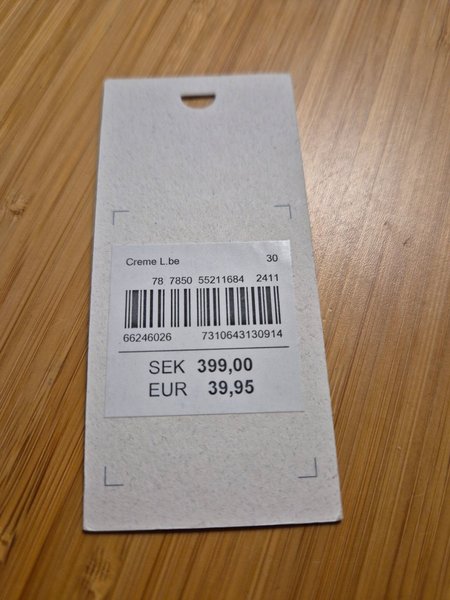 Creme L.be 30
78 7850 55211684 2411
66246026 7310643130914
SEK 399,00
EUR 39,95